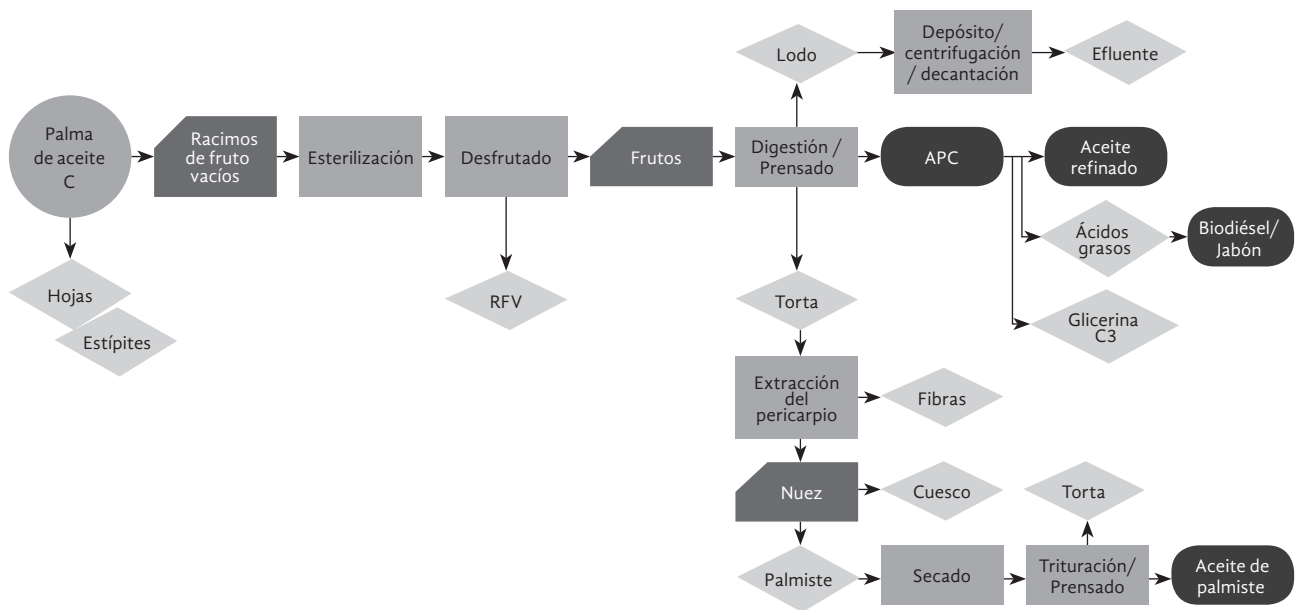 Lodo
Depósito/
centrifugación
/ decantación
Efluente
Palma
de aceite
C
Racimos
de fruto
vacíos
Esterilización
Desfrutado
Frutos
Digestión /
Prensado
APC
Aceite
refinado
Ácidos
grasos
Biodiésel/
Jabón
Hojas
Estípites
RFV
Torta
Glicerina
C3
Extracción
del
pericarpio
Fibras
Nuez
Cuesco
Torta
Palmiste
Secado
Trituración/
Prensado
Aceite de
palmiste